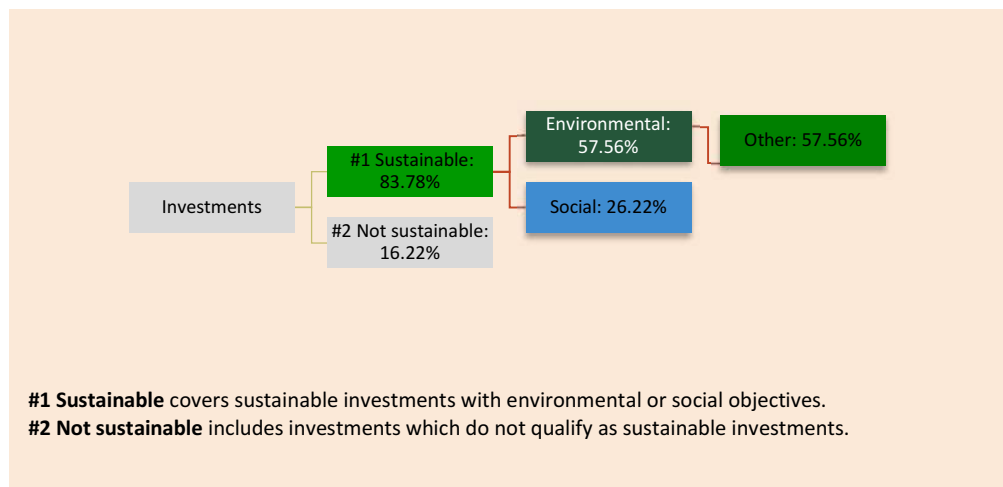 Investments
#1 Sustainable:
83.78%
#2 Not sustainable:
16.22%
Environmental:
57.56%
Social: 26.22%
Other: 57.56%
#1 Sustainable covers sustainable investments with environmental or social objectives.
#2 Not sustainable includes investments which do not qualify as sustainable investments.